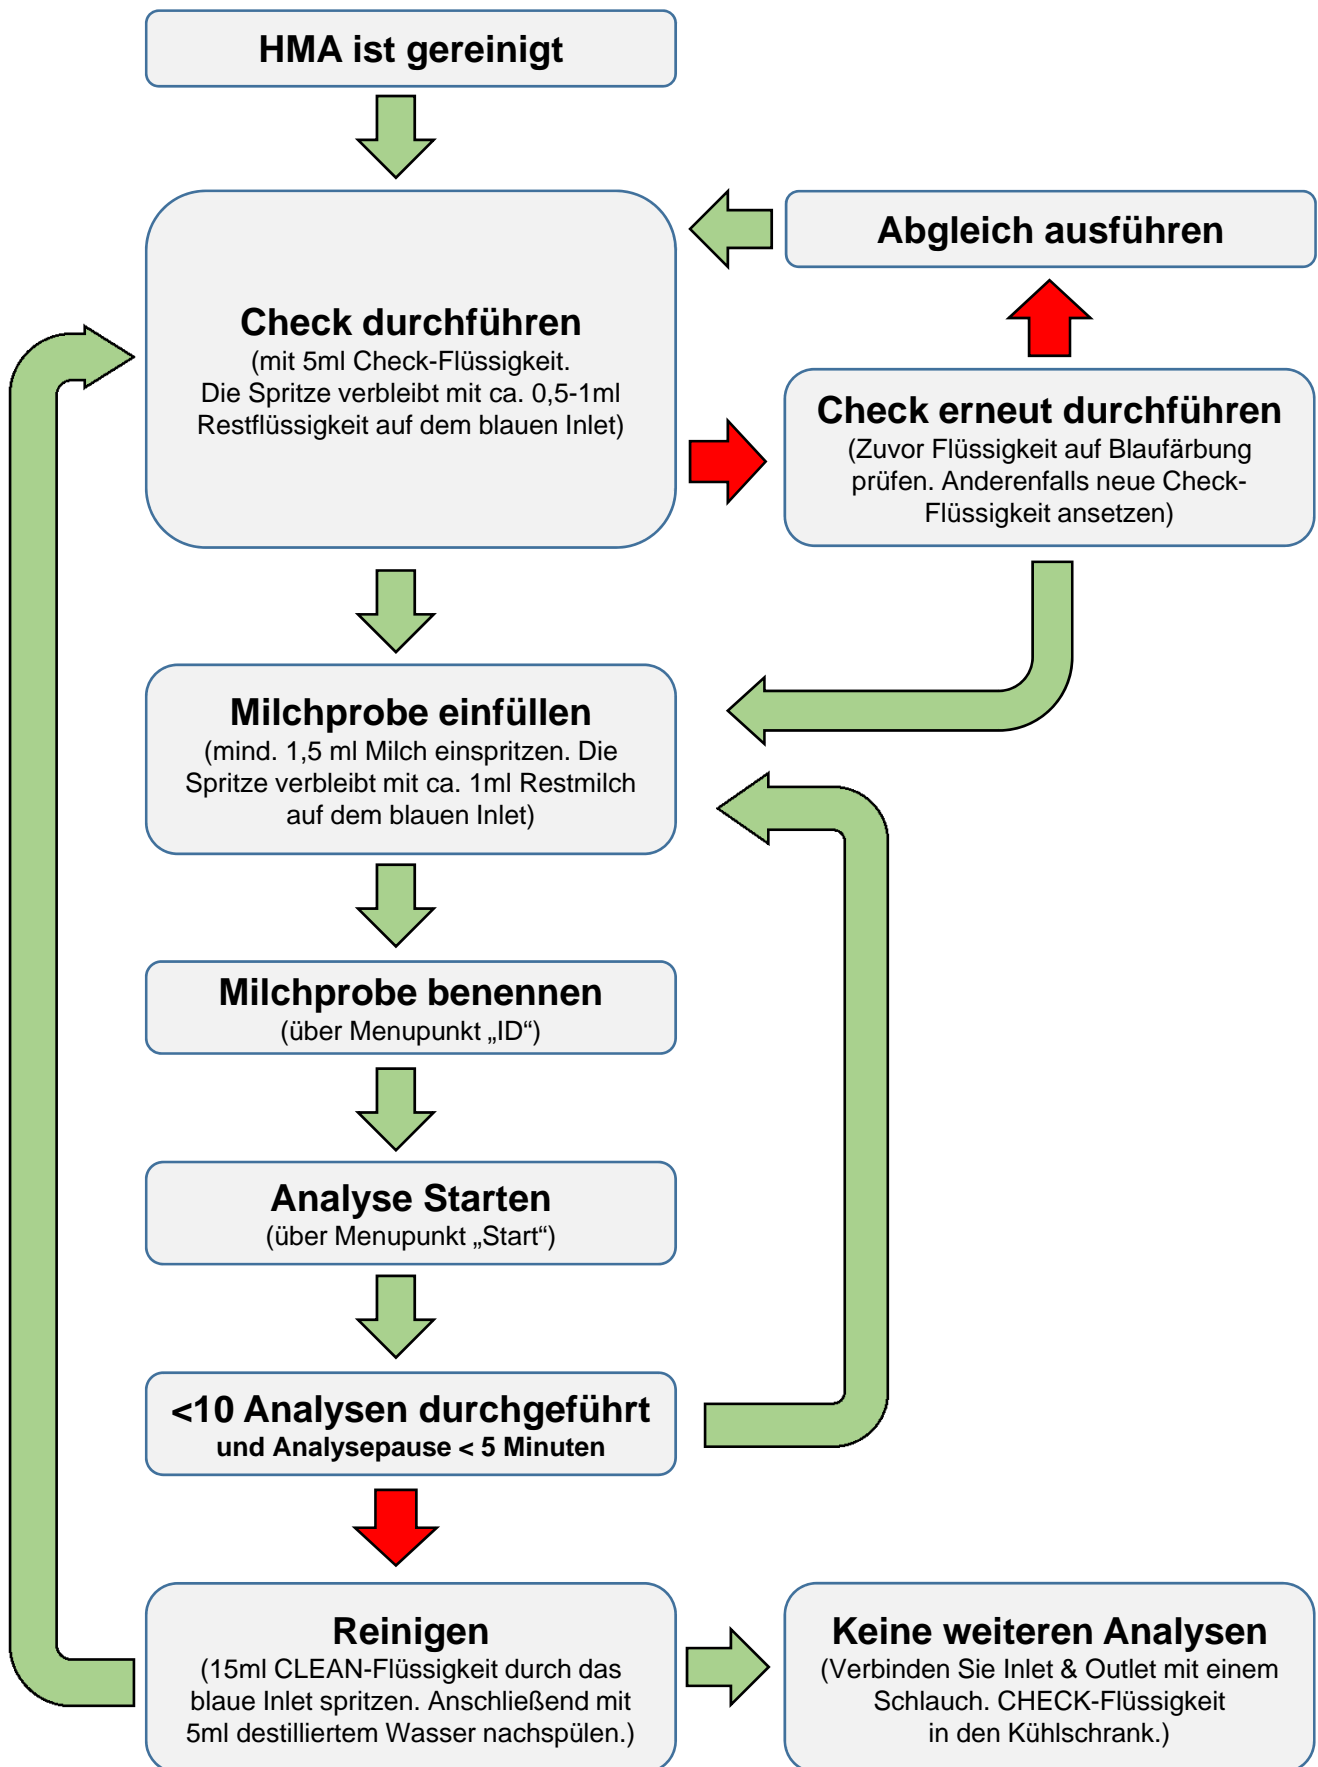 HMA ist gereinigt
Abgleich ausführen
Check durchführen
(mit 5ml Check-Flüssigkeit.
Die Spritze verbleibt mit ca. 0,5-1ml
Restflüssigkeit auf dem blauen Inlet)
Check erneut durchführen
(Zuvor Flüssigkeit auf Blaufärbung
prüfen. Anderenfalls neue Check-
Flüssigkeit ansetzen)
Milchprobe einfüllen
(mind. 1,5 ml Milch einspritzen. Die
Spritze verbleibt mit ca. 1ml Restmilch
auf dem blauen Inlet)
Milchprobe benennen
(über Menupunkt „ID“)
Analyse Starten
(über Menupunkt „Start“)
<10 Analysen durchgeführt
und Analysepause < 5 Minuten
Reinigen
(15ml CLEAN-Flüssigkeit durch das
blaue Inlet spritzen. Anschließend mit
5ml destilliertem Wasser nachspülen.)
Keine weiteren Analysen
(Verbinden Sie Inlet & Outlet mit einem
Schlauch. CHECK-Flüssigkeit
in den Kühlschrank.)